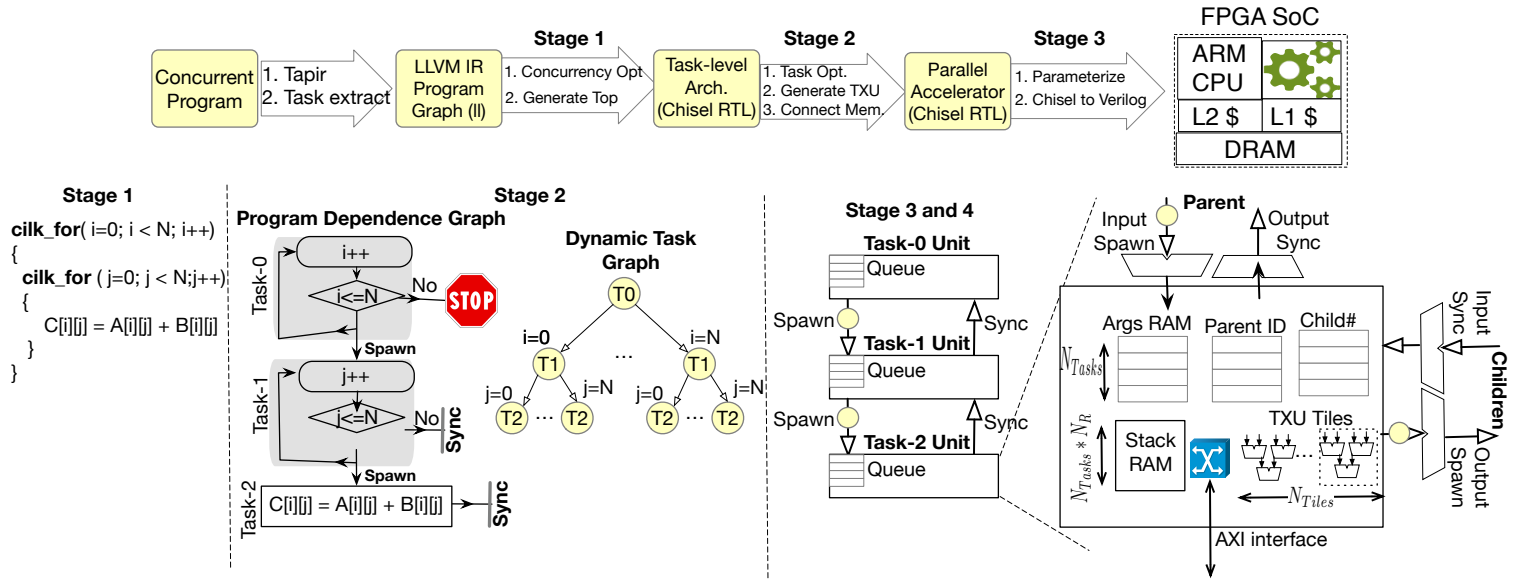 FPGA SoC
Stage 1
Stage 2
Stage 3
Concurrent
Program
1. Tapir
2. Task extract
LLVM IR
Program
Graph (ll)
1. Concurrency Opt
2. Generate Top
Task-level
Arch.
(Chisel RTL)
1. Task Opt.
2. Generate TXU
3. Connect Mem.
Parallel
Accelerator
(Chisel RTL)
1. Parameterize
2. Chisel to Verilog
ARM
CPU
L2 $
L1 $
DRAM
Stage 1
cilk_for( i=0; i < N; i++)
{
cilk_for ( j=0; j < N;j++)
{
C[i][j] = A[i][j] + B[i][j]
}
}
Stage 2
Program Dependence Graph
Task-0
i++
i<=N
No
STOP
Spawn
Task-1
j++
j<=N
No
Sync
Spawn
Task-2
C[i][j] = A[i][j] + B[i][j]
Sync
Dynamic Task
Graph
T0
i=0
i=N
T1
...
T1
j=0
j=N
j=0
j=N
T2
...
T2
T2
...
T2
Stage 3 and 4
Task-0 Unit
Queue
Spawn
Sync
Task-1 Unit
Queue
Spawn
Sync
Task-2 Unit
Queue
Parent
Input
Spawn
Output
Sync
Args RAM
Parent ID
Child#
N_Tasks
Input
Sync
Children
N_Tasks * N_R
Stack
RAM
TXU Tiles
...
N_Tiles
Output
Spawn
AXI interface